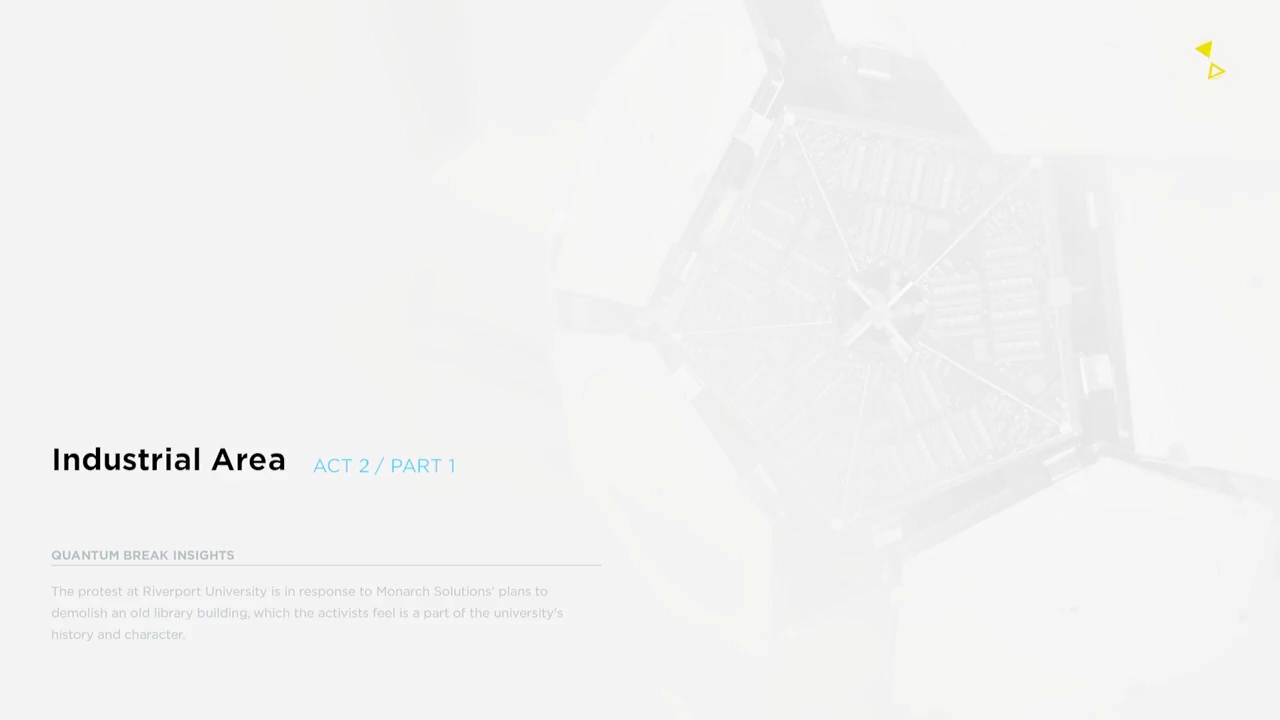 Industrial Area ACT 2 / PART 1
QUANTUM BREAK INSIGHTS
The protest at Riverport University is in response to Monarch Solutions' plans to
demolish an old library building, which the activists feel is a part of the university's
history and character.